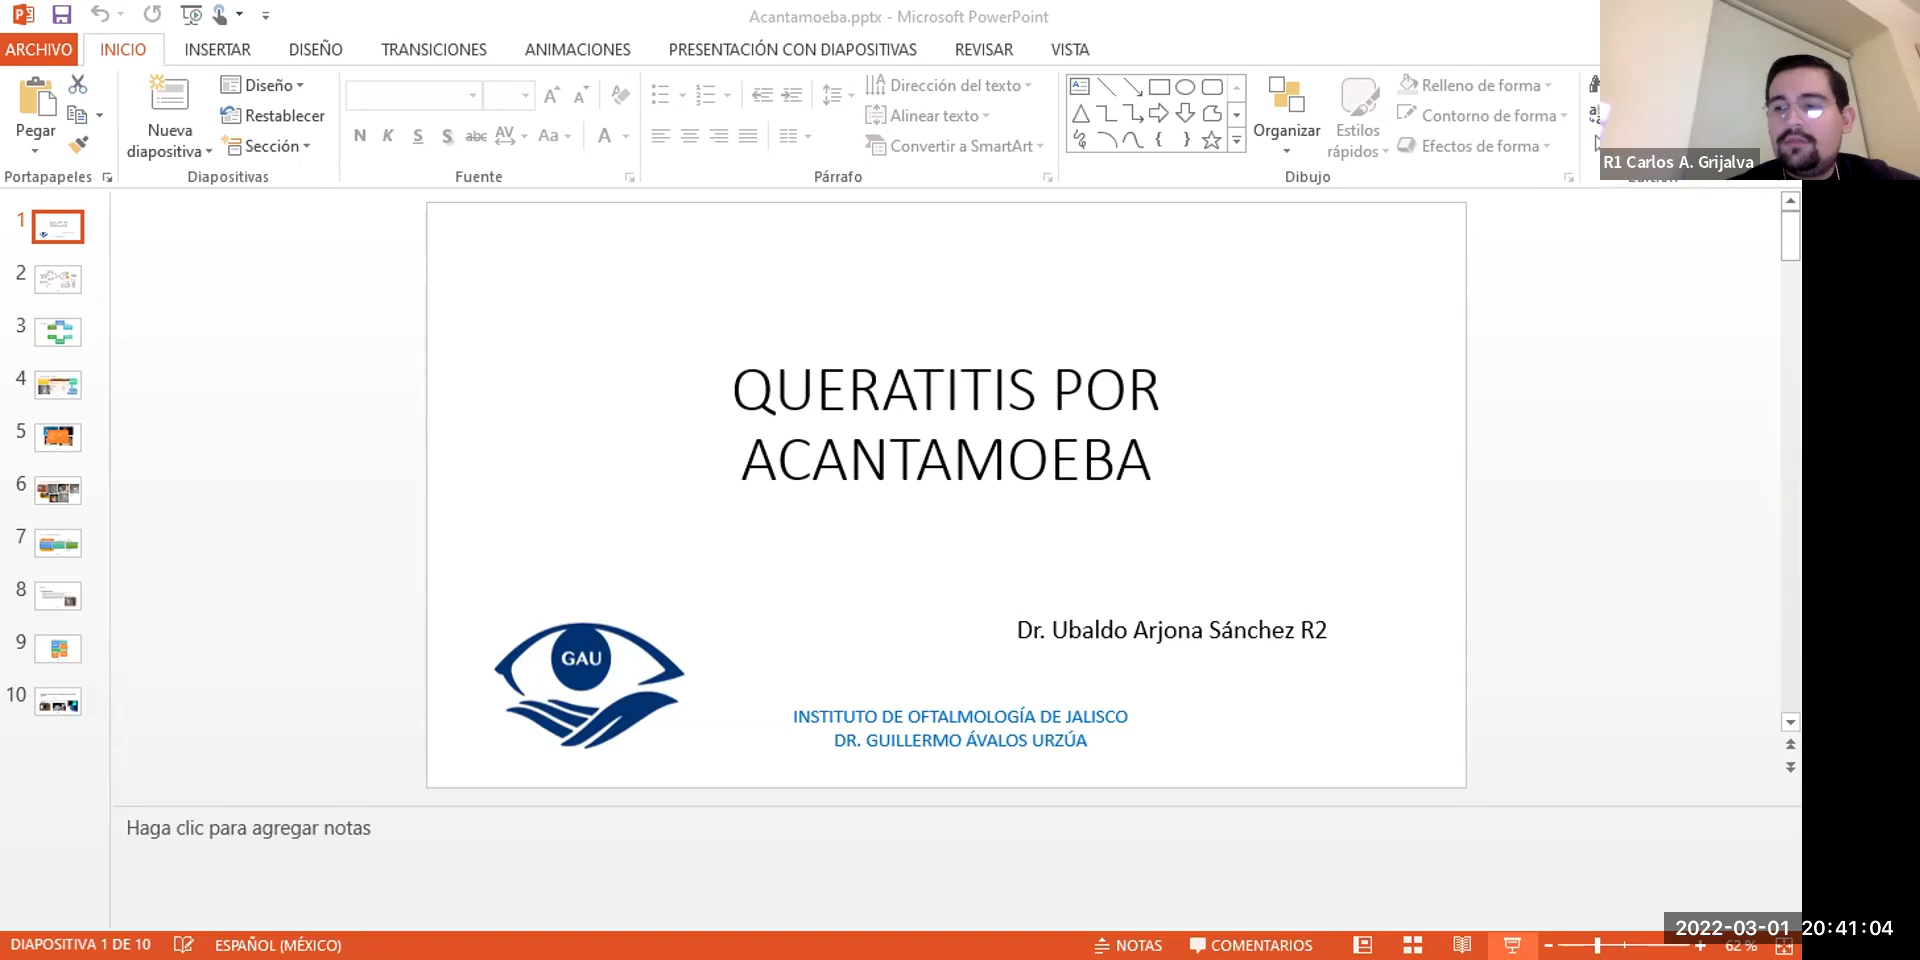 Acantamoeba.pptx - Microsoft PowerPoint
ARCHIVO INICIO INSERTAR DISEÑO TRANSICIONES ANIMACIONES PRESENTACIÓN CON DIAPOSITIVAS REVISAR VISTA
Pegar
Portapapeles
Nueva
diapositiva
Diseño
Restablecer
Sección
Diapositivas
N K S S abc AV Aa A
Fuente
Dirección del texto
Alinear texto
Convertir a SmartArt
Párrafo
Organizar
Estilos
rápidos
Relleno de forma
Contorno de forma
Efectos de forma
Dibujo
R1 Carlos A. Grijalva
1
2
3
4
5
6
7
8
9
10
QUERATITIS POR
ACANTAMOEBA
Dr. Ubaldo Arjona Sánchez R2
GAU
INSTITUTO DE OFTALMOLOGÍA DE JALISCO
DR. GUILLERMO ÁVALOS URZÚA
Haga clic para agregar notas
2022-03-01 20:41:04
DIAPOSITIVA 1 DE 10 ESPAÑOL (MÉXICO) NOTAS COMENTARIOS 62 %